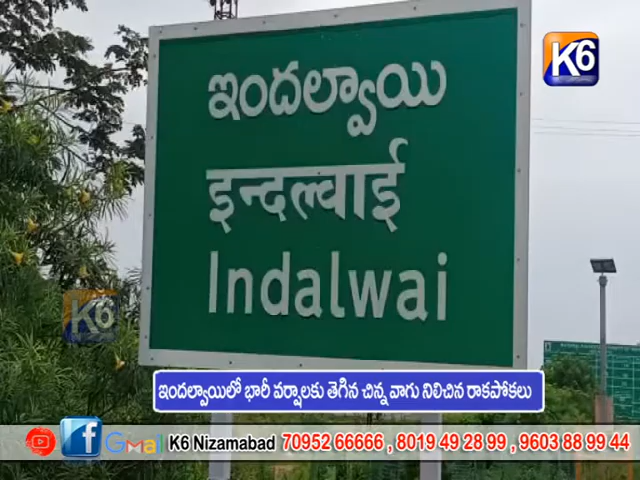 K6
ఇందల్వాయి
इन्दलवाई
Indalwai
K6
ఇందల్వాయిలో భారీ వర్షాలకు తెగిన చిన్న వాగు నిలిచిన రాకపోకలు
f Gmail K6 Nizamabad 70952 66666 , 8019 49 28 99 , 9603 88 99 44